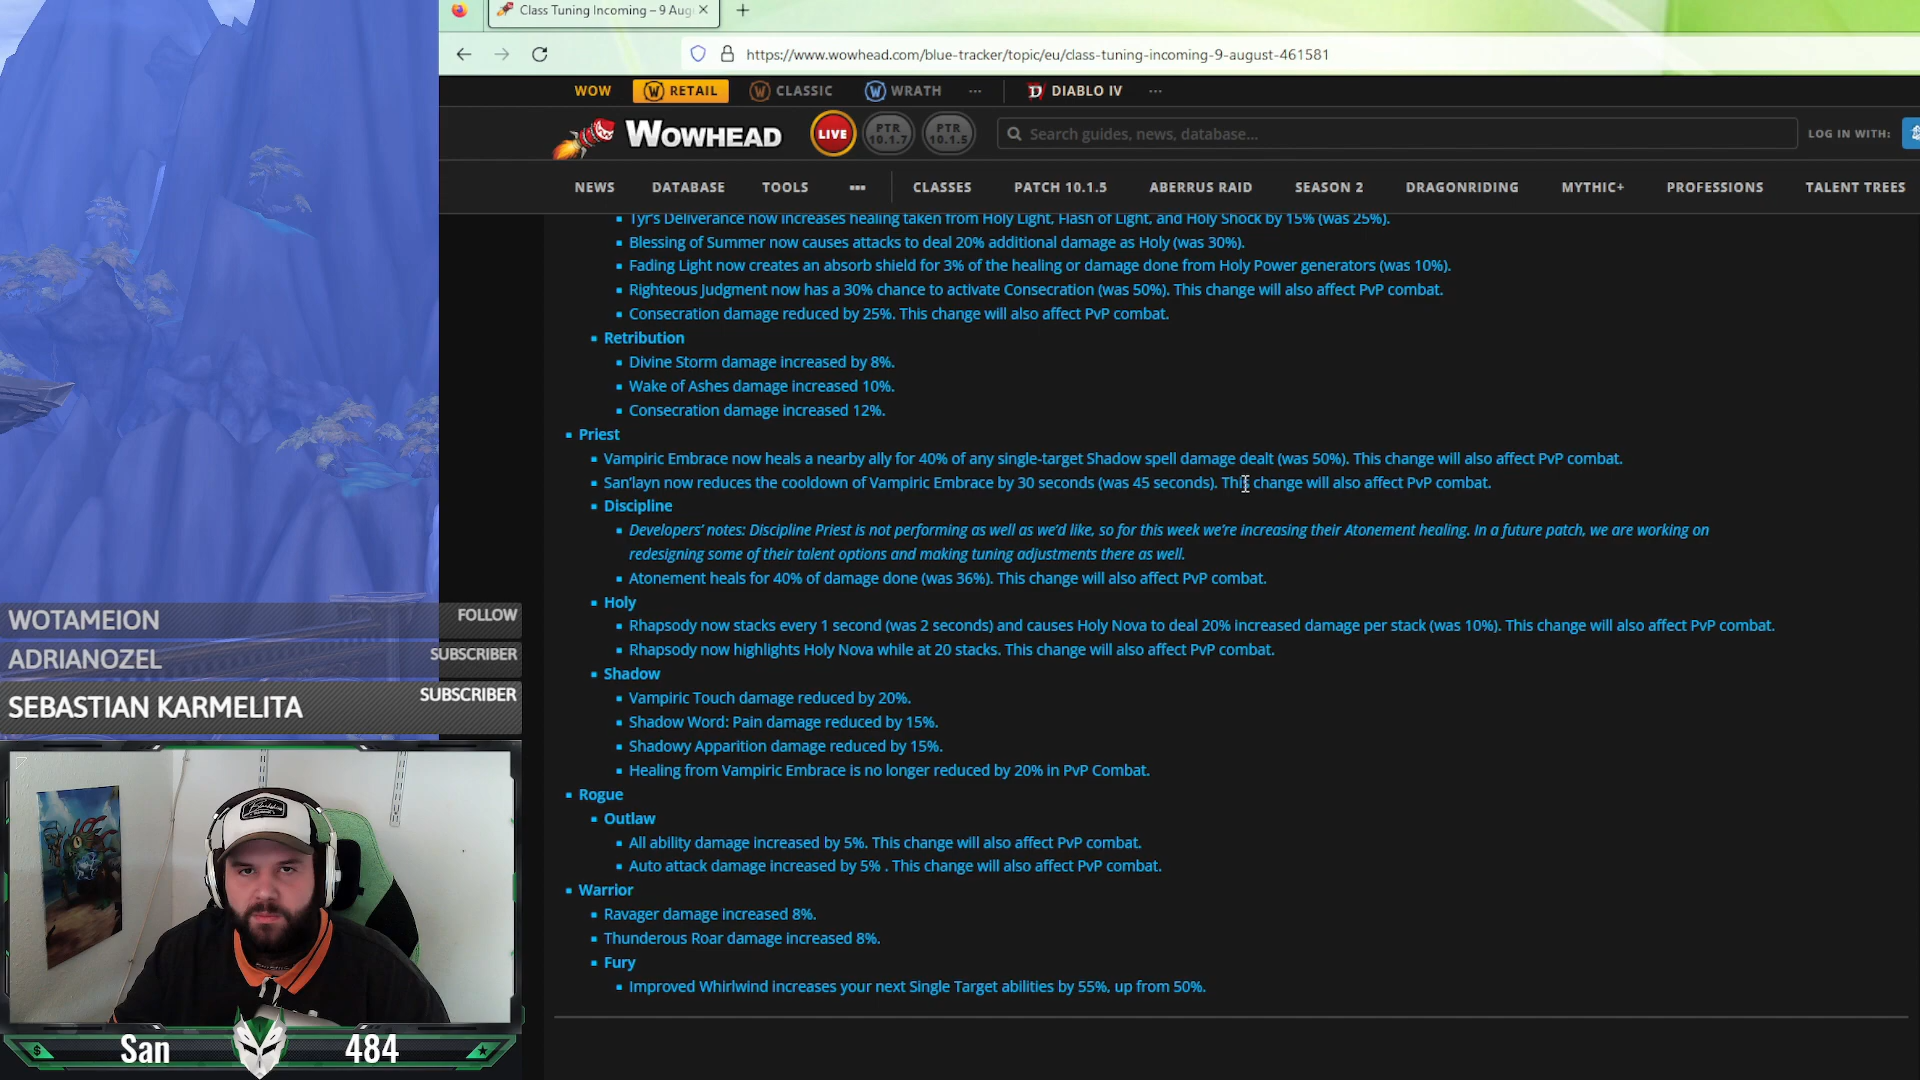 Class Tuning Incoming – 9 Aug
https://www.wowhead.com/blue-tracker/topic/eu/class-tuning-incoming-9-august-461581
WOW
RETAIL
CLASSIC
WRATH
DIABLO IV
WOWHEAD
LIVE
PTR 10.1.7
PTR 10.1.5
Search guides, news, database...
LOG IN WITH:
NEWS
DATABASE
TOOLS
CLASSES
PATCH 10.1.5
ABERRUS RAID
SEASON 2
DRAGONRIDING
MYTHIC+
PROFESSIONS
TALENT TREES
Tyr's Deliverance now increases healing taken from Holy Light, Flash of Light, and Holy Shock by 15% (was 25%).
Blessing of Summer now causes attacks to deal 20% additional damage as Holy (was 30%).
Fading Light now creates an absorb shield for 3% of the healing or damage done from Holy Power generators (was 10%).
Righteous Judgment now has a 30% chance to activate Consecration (was 50%). This change will also affect PvP combat.
Consecration damage reduced by 25%. This change will also affect PvP combat.
Retribution
Divine Storm damage increased by 8%.
Wake of Ashes damage increased 10%.
Consecration damage increased 12%.
Priest
Vampiric Embrace now heals a nearby ally for 40% of any single-target Shadow spell damage dealt (was 50%). This change will also affect PvP combat.
San'layn now reduces the cooldown of Vampiric Embrace by 30 seconds (was 45 seconds). This change will also affect PvP combat.
Discipline
Developers' notes: Discipline Priest is not performing as well as we'd like, so for this week we're increasing their Atonement healing. In a future patch, we are working on
redesigning some of their talent options and making tuning adjustments there as well.
Atonement heals for 40% of damage done (was 36%). This change will also affect PvP combat.
Holy
Rhapsody now stacks every 1 second (was 2 seconds) and causes Holy Nova to deal 20% increased damage per stack (was 10%). This change will also affect PvP combat.
Rhapsody now highlights Holy Nova while at 20 stacks. This change will also affect PvP combat.
Shadow
Vampiric Touch damage reduced by 20%.
Shadow Word: Pain damage reduced by 15%.
Shadowy Apparition damage reduced by 15%.
Healing from Vampiric Embrace is no longer reduced by 20% in PvP Combat.
Rogue
Outlaw
All ability damage increased by 5%. This change will also affect PvP combat.
Auto attack damage increased by 5% . This change will also affect PvP combat.
Warrior
Ravager damage increased 8%.
Thunderous Roar damage increased 8%.
Fury
Improved Whirlwind increases your next Single Target abilities by 55%, up from 50%.
WOTAMEION FOLLOW
ADRIANOZEL SUBSCRIBER
SEBASTIAN KARMELITA SUBSCRIBER
San 484